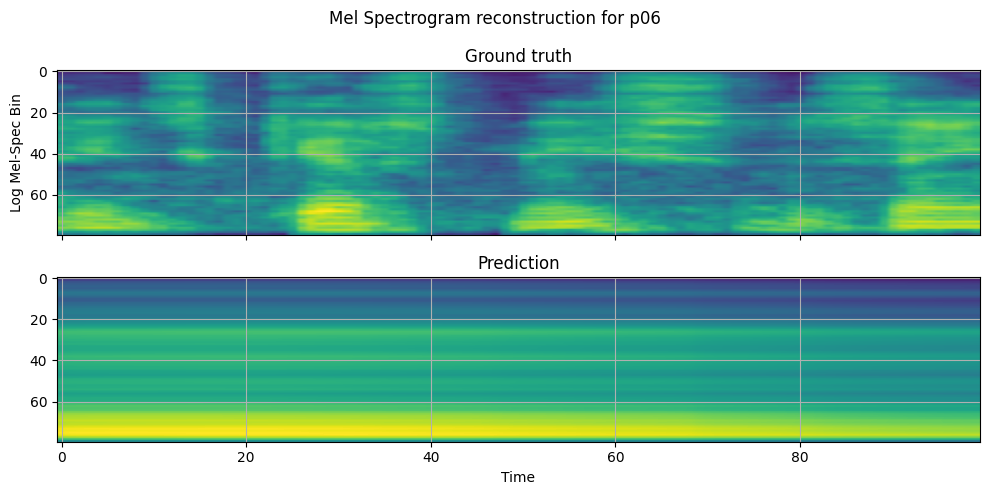 Mel Spectrogram reconstruction for p06
Ground truth
0
20
40
60
Log Mel-Spec Bin
Prediction
0
20
40
60
0 20 40 60 80
Time